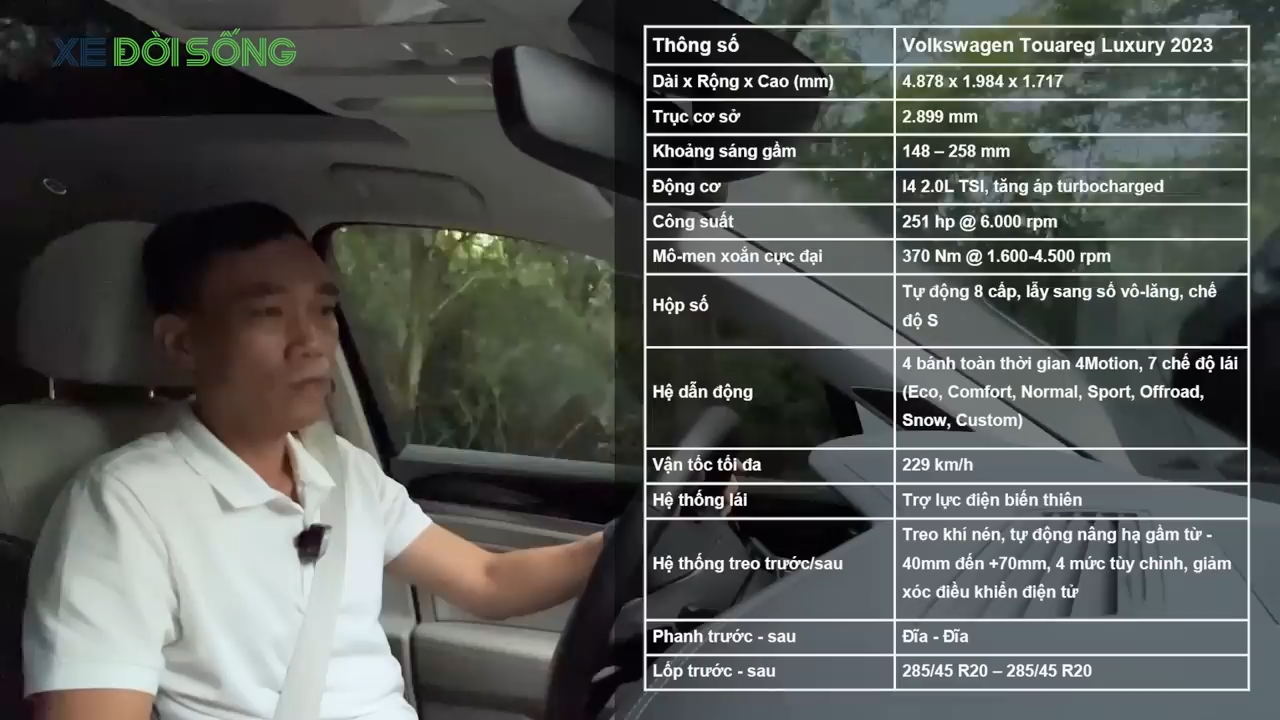 XE ĐỜI SỐNG
Thông số
Volkswagen Touareg Luxury 2023
Dài x Rộng x Cao (mm)
4.878 x 1.984 x 1.717
Trục cơ sở
2.899 mm
Khoảng sáng gầm
148 – 258 mm
Động cơ
I4 2.0L TSI, tăng áp turbocharged
Công suất
251 hp @ 6.000 rpm
Mô-men xoắn cực đại
370 Nm @ 1.600-4.500 rpm
Hộp số
Tự động 8 cấp, lẫy sang số vô-lăng, chế
độ S
Hệ dẫn động
4 bánh toàn thời gian 4Motion, 7 chế độ lái
(Eco, Comfort, Normal, Sport, Offroad,
Snow, Custom)
Vận tốc tối đa
229 km/h
Hệ thống lái
Trợ lực điện biến thiên
Hệ thống treo trước/sau
Treo khí nén, tự động nâng hạ gầm từ -
40mm đến +70mm, 4 mức tùy chỉnh, giảm
xóc điều khiển điện tử
Phanh trước - sau
Đĩa - Đĩa
Lốp trước - sau
285/45 R20 – 285/45 R20